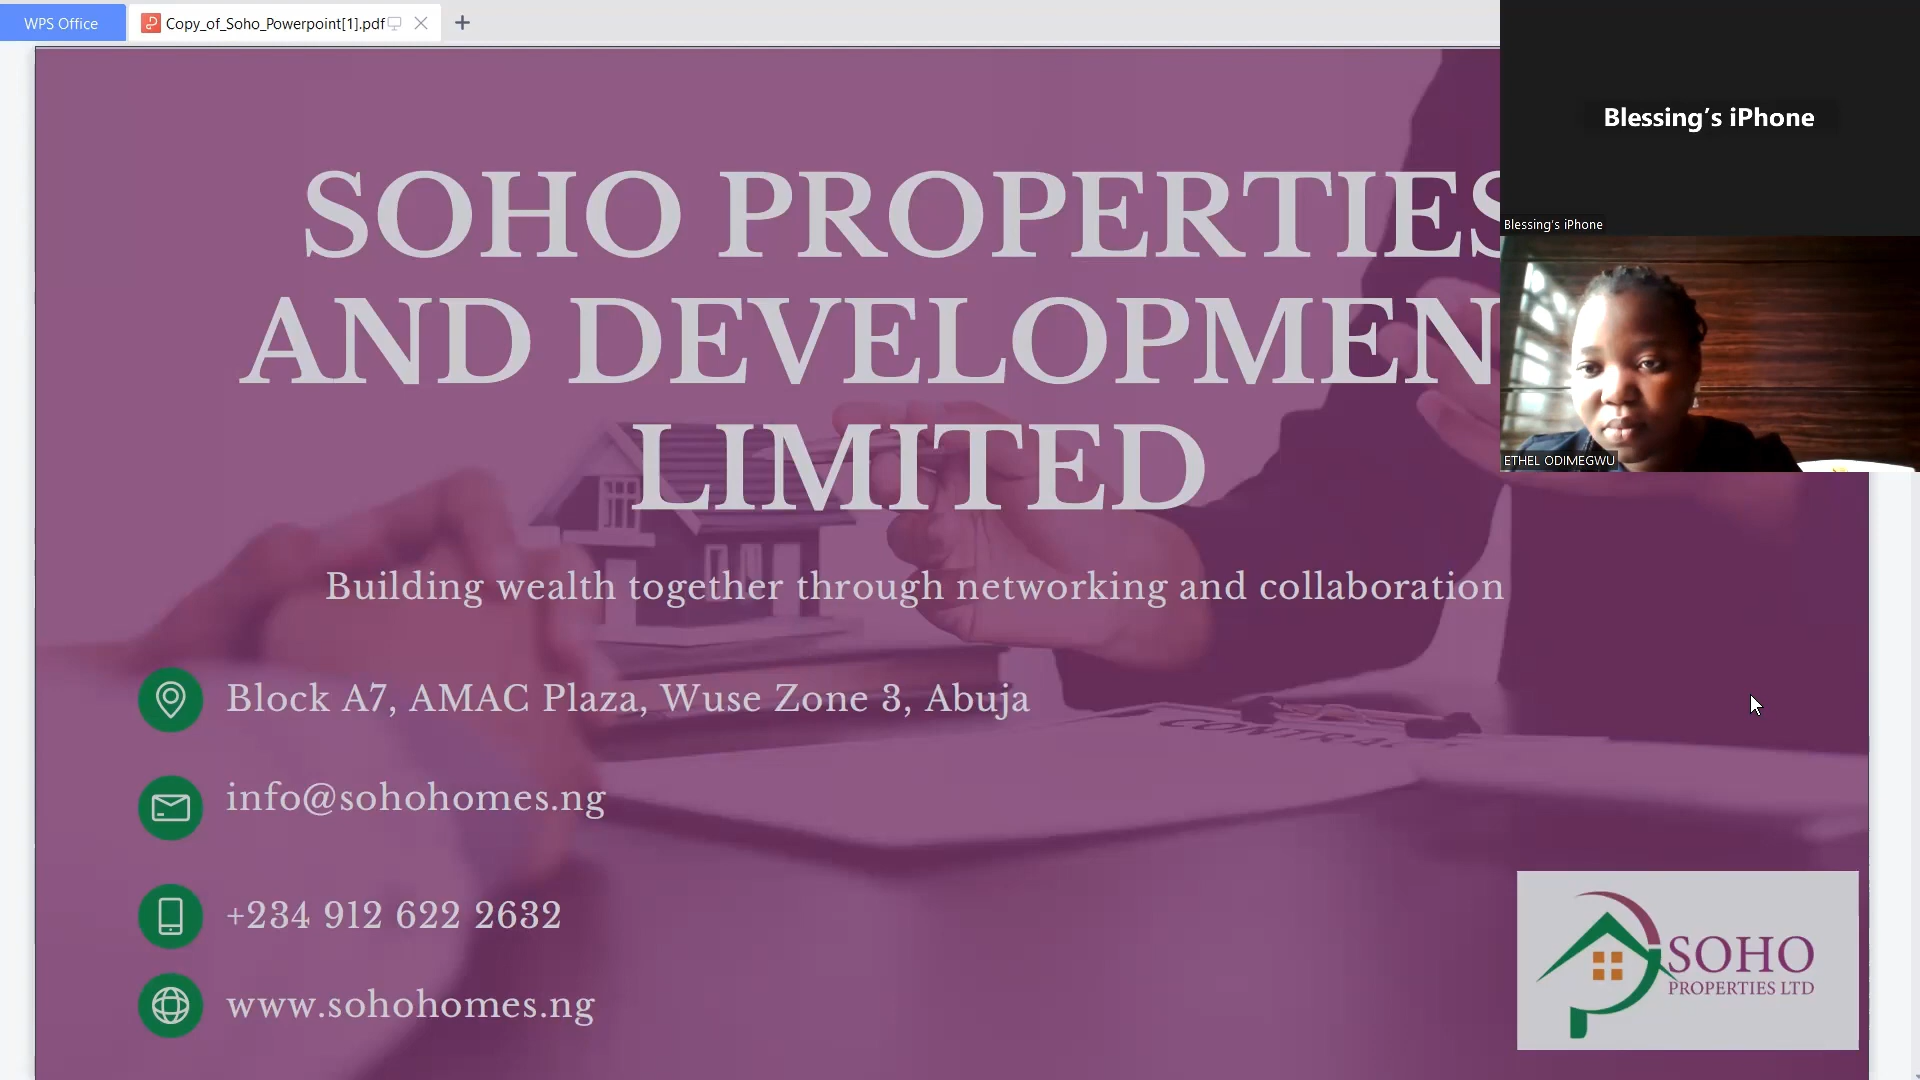 WPS Office
Copy_of_Soho_Powerpoint[1].pdf
Blessing's iPhone
Blessing's iPhone
ETHEL ODIMEGWU
SOHO PROPERTIES
AND DEVELOPMEN
LIMITED
Building wealth together through networking and collaboration
Block A7, AMAC Plaza, Wuse Zone 3, Abuja
info@sohohomes.ng
+234 912 622 2632
www.sohohomes.ng
CONTRACT
SOHO
PROPERTIES LTD